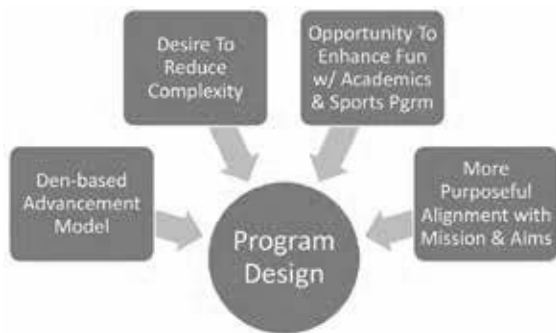 Desire To
Reduce
Complexity
Opportunity To
Enhance Fun
w/ Academics
& Sports Pgrm
Den-based
Advancement
Model
More
Purposeful
Alignment with
Mission & Aims
Program
Design